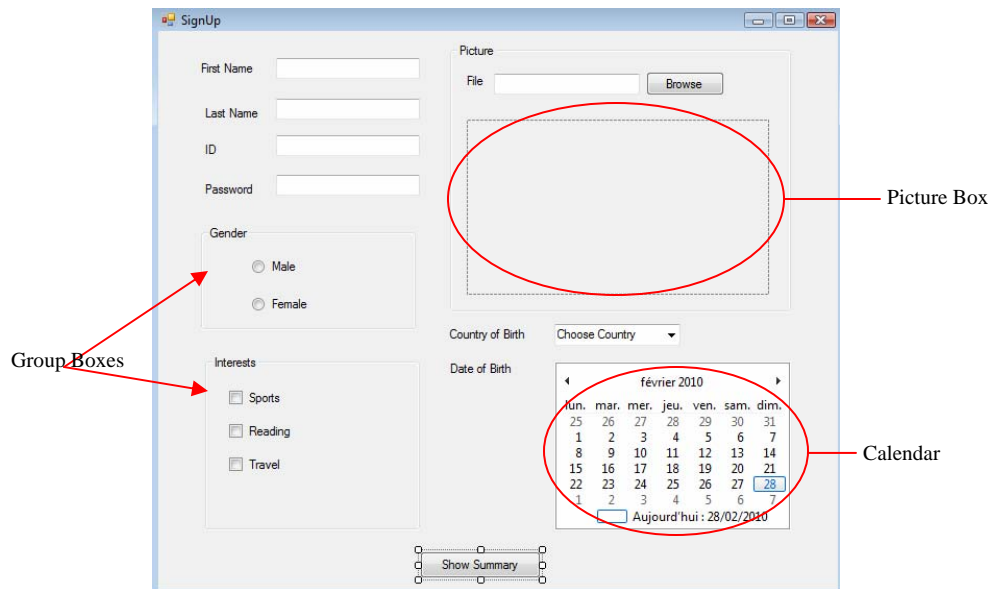 SignUp
First Name
Last Name
ID
Password
Gender
Male
Female
Interests
Sports
Reading
Travel
Picture
File
Browse
Country of Birth
Choose Country
Date of Birth
février 2010
lun. mar. mer. jeu. ven. sam. dim.
25 26 27 28 29 30 31
1 2 3 4 5 6 7
8 9 10 11 12 13 14
15 16 17 18 19 20 21
22 23 24 25 26 27 28
1 2 3 4 5 6 7
Aujourd'hui : 28/02/2010
Show Summary
Group Boxes
Picture Box
Calendar